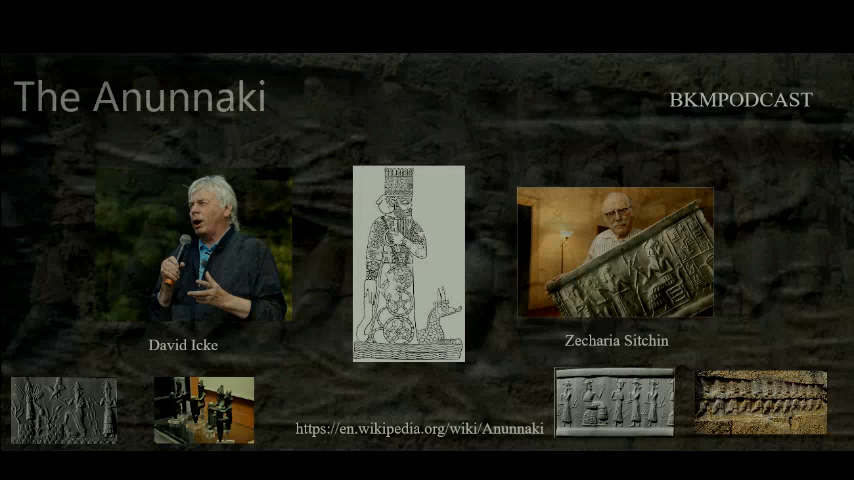 The Anunnaki
BKMPODCAST
David Icke
Zecharia Sitchin
https://en.wikipedia.org/wiki/Anunnaki